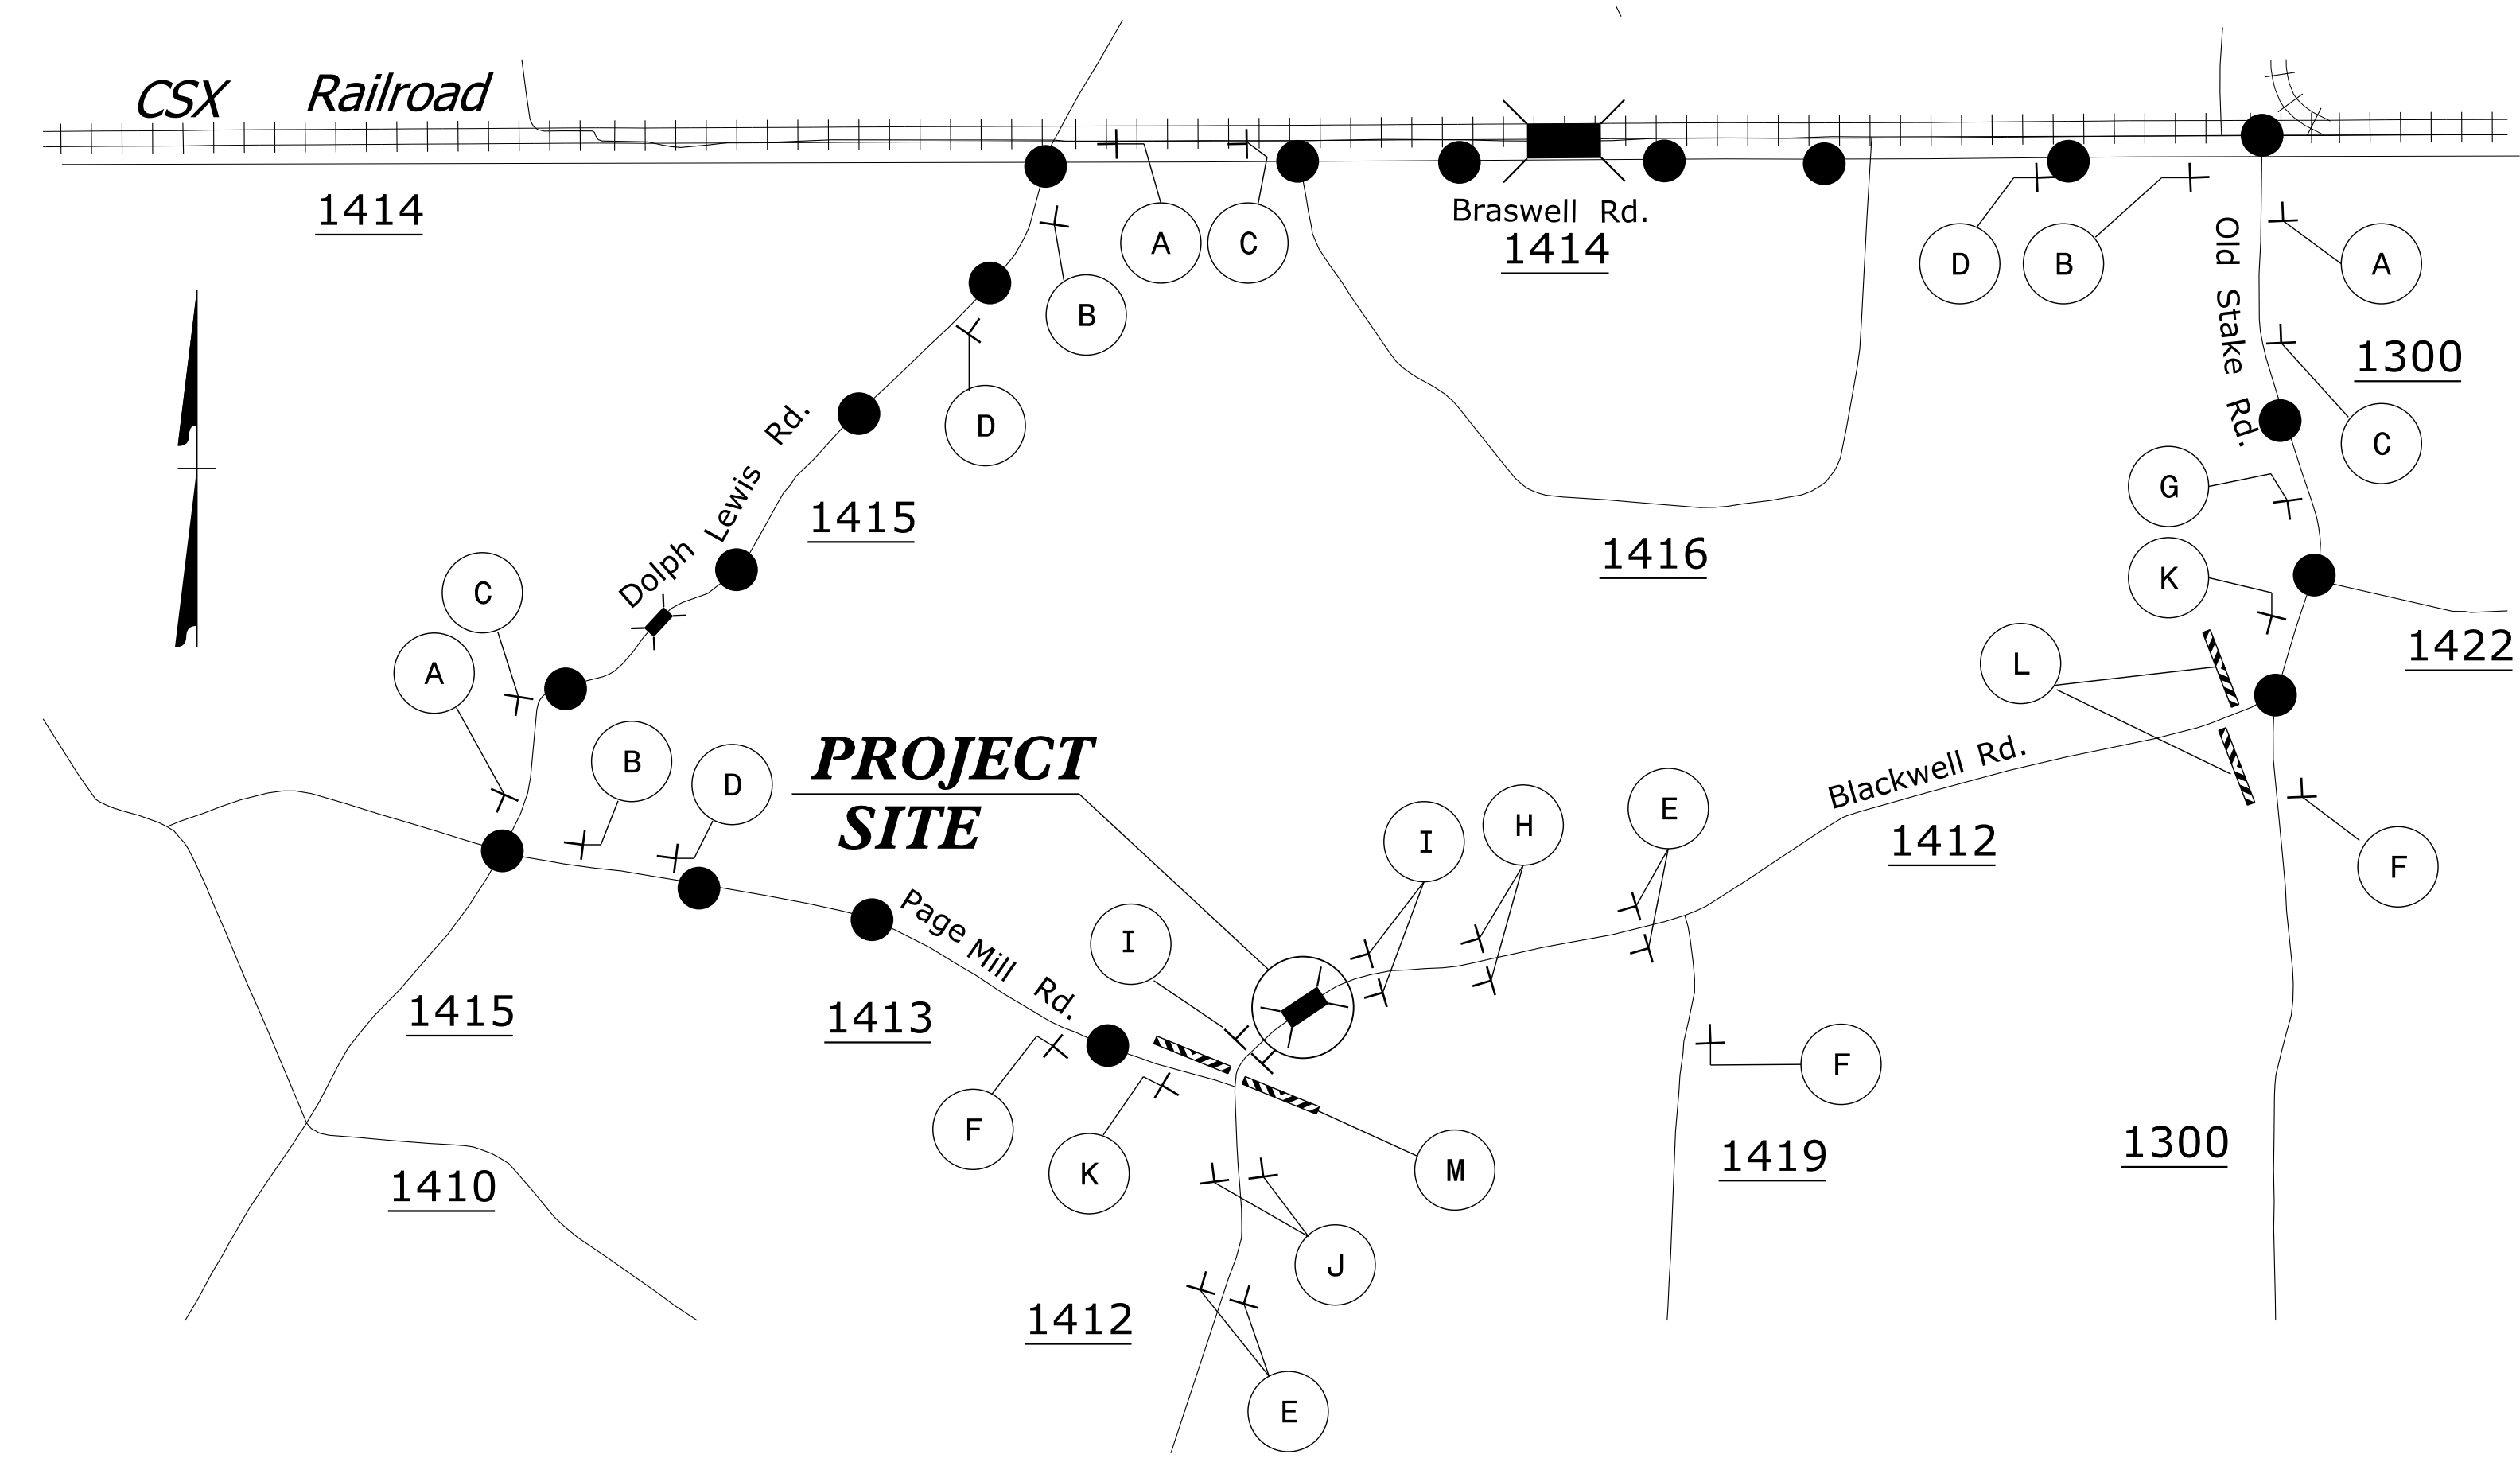 CSX Railroad
1414
A
C
Braswell Rd.
1414
D
B
Old Stake Rd.
A
B
1300
D
C
Dolph Lewis Rd.
1415
G
1416
K
C
1422
L
A
B
D
PROJECT
SITE
Blackwell Rd.
1412
I
H
E
F
Page Mill Rd.
I
1415
1413
F
F
K
M
1419
1300
1410
J
1412
E